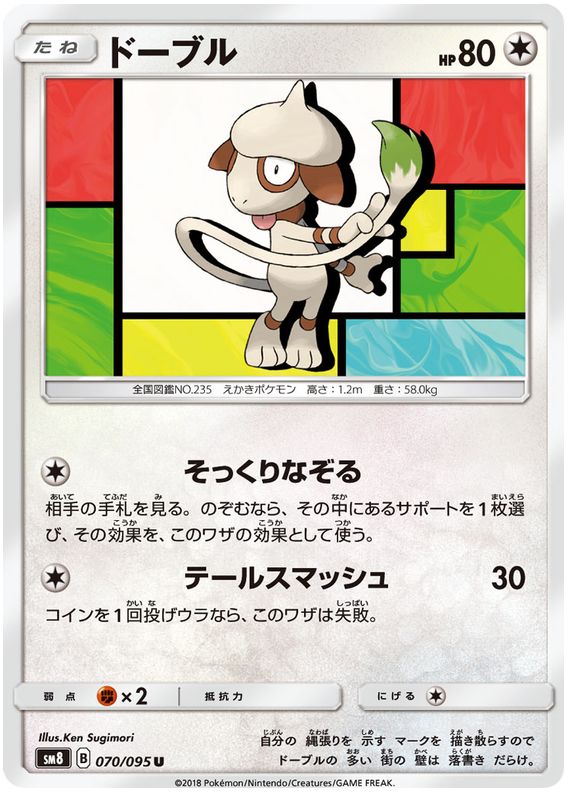 たね ドーブル HP80
全国図鑑NO.235 えかきポケモン 高さ：1.2m 重さ：58.0kg
そっくりなぞる
相手の手札を見る。のぞむなら、その中にあるサポートを1枚選
び、その効果を、このワザの効果として使う。
テールスマッシュ 30
コインを1回投げウラなら、このワザは失敗。
弱点 ×2 抵抗力 にげる
Illus.Ken Sugimori
SM8 B 070/095 U
自分の 縄張りを 示す マークを 描き散らすので
ドーブルの 多い 街の 壁は 落書き だらけ。
©2018 Pokémon/Nintendo/Creatures/GAME FREAK.